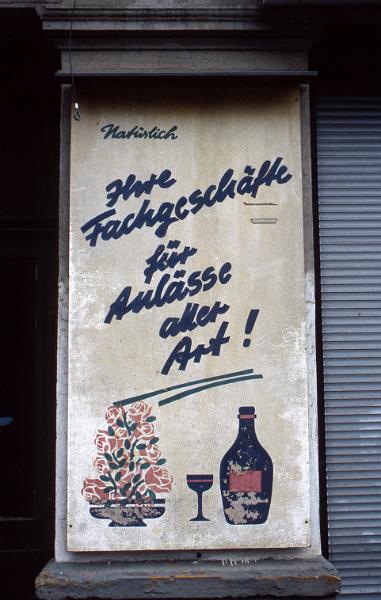 Natürlich
Ihre
Fachgeschäfte
für
Anlässe
aller
Art!